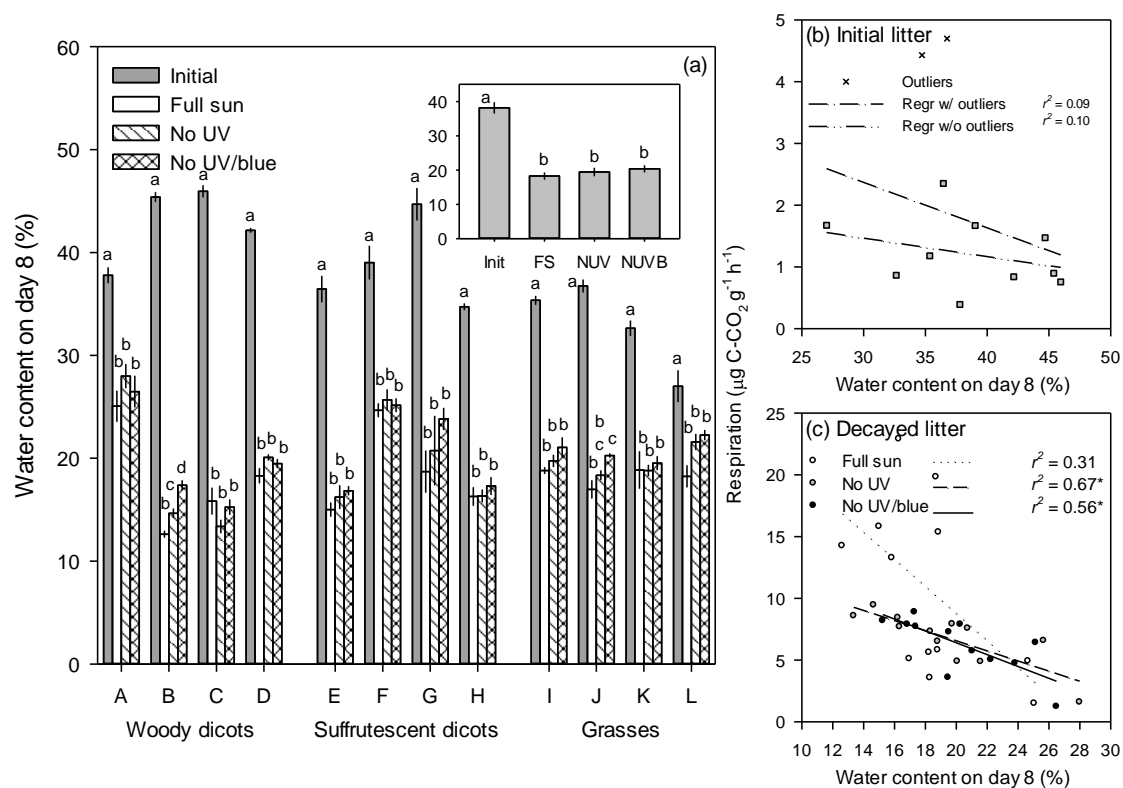 60
50
40
30
20
10
0
Water content on day 8 (%)
(a)
Initial
Full sun
No UV
No UV/blue
40
30
20
10
0
a
b
b
b
Init
FS
NUV
NUVB
a
b
b
b
a
b
c
d
a
b
b
b
a
b
b
b
a
b
b
b
a
b
b
b
a
b
b
b
a
b
b
b
a
b
b
b
a
b
b
c
c
a
b
b
b
a
b
b
b
A B C D E F G H I J K L
Woody dicots Suffrutescent dicots Grasses
Respiration (µg C-CO2 g-1 h-1)
(b) Initial litter
5
4
3
2
1
0
Outliers
Regr w/ outliers r2 = 0.09
Regr w/o outliers r2 = 0.10
25 30 35 40 45 50
Water content on day 8 (%)
(c) Decayed litter
25
20
15
10
5
0
Full sun r2 = 0.31
No UV r2 = 0.67*
No UV/blue r2 = 0.56*
10 12 14 16 18 20 22 24 26 28 30
Water content on day 8 (%)